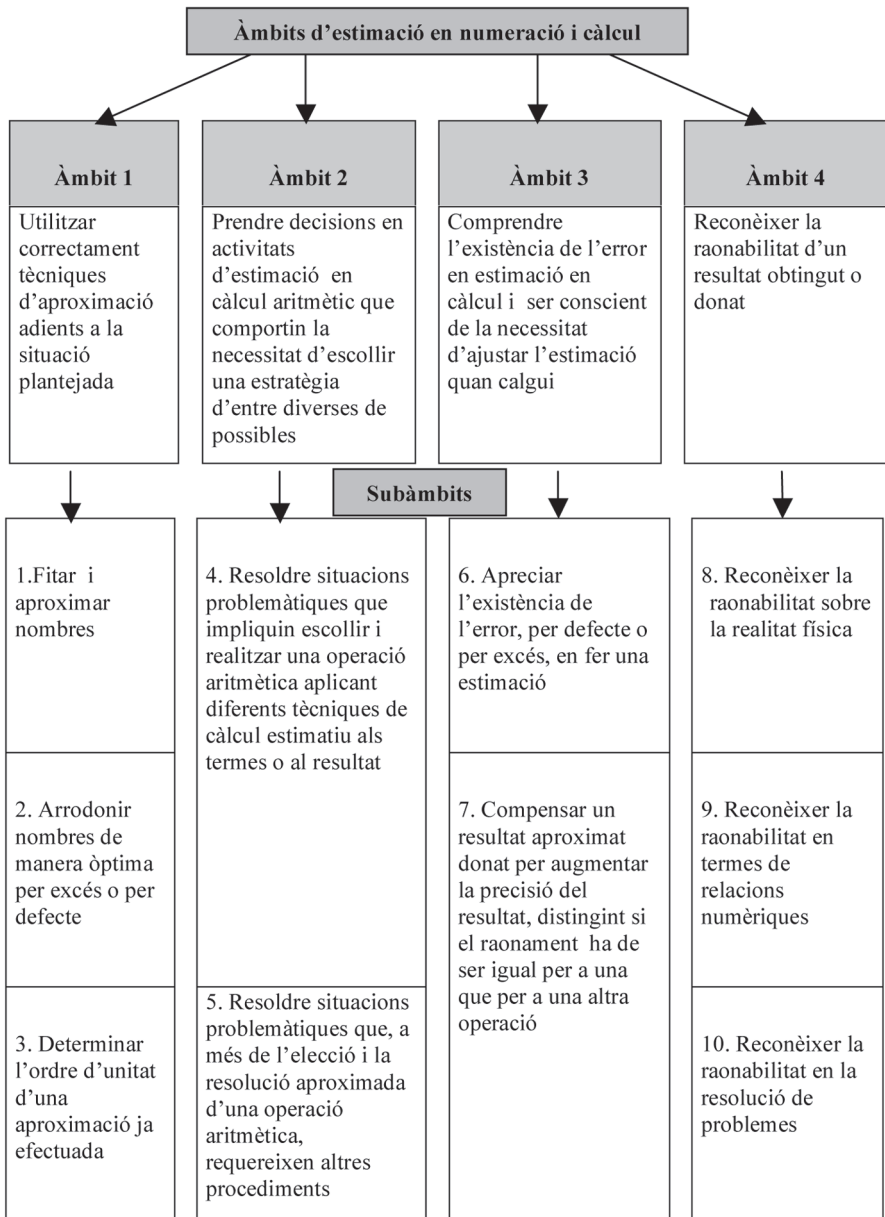 Àmbits d’estimació en numeració i càlcul
Àmbit 1
Utilitzar
correctament
tècniques
d’aproximació
adients a la
situació
plantejada
Àmbit 2
Prendre decisions en
activitats
d’estimació en
càlcul aritmètic que
comportin la
necessitat d’escollir
una estratègia
d’entre diverses de
possibles
Àmbit 3
Comprendre
l’existència de l’error
en estimació en
càlcul i ser conscient
de la necessitat
d’ajustar l’estimació
quan calgui
Àmbit 4
Reconèixer la
raonabilitat d’un
resultat obtingut o
donat
Subàmbits
1.Fitar i
aproximar
nombres
2. Arrodonir
nombres de
manera òptima
per excés o per
defecte
3. Determinar
l’ordre d’unitat
d’una
aproximació ja
efectuada
4. Resoldre situacions
problemàtiques que
impliquin escollir i
realitzar una operació
aritmètica aplicant
diferents tècniques de
càlcul estimatiu als
termes o al resultat
5. Resoldre situacions
problemàtiques que, a
més de l’elecció i la
resolució aproximada
d’una operació
aritmètica,
requereixen altres
procediments
6. Apreciar
l’existència de
l’error, per defecte o
per excés, en fer una
estimació
7. Compensar un
resultat aproximat
donat per augmentar
la precisió del
resultat, distingint si
el raonament ha de
ser igual per a una
que per a una altra
operació
8. Reconèixer la
raonabilitat sobre
la realitat física
9. Reconèixer la
raonabilitat en
termes de
relacions
numèriques
10. Reconèixer la
raonabilitat en la
resolució de
problemes